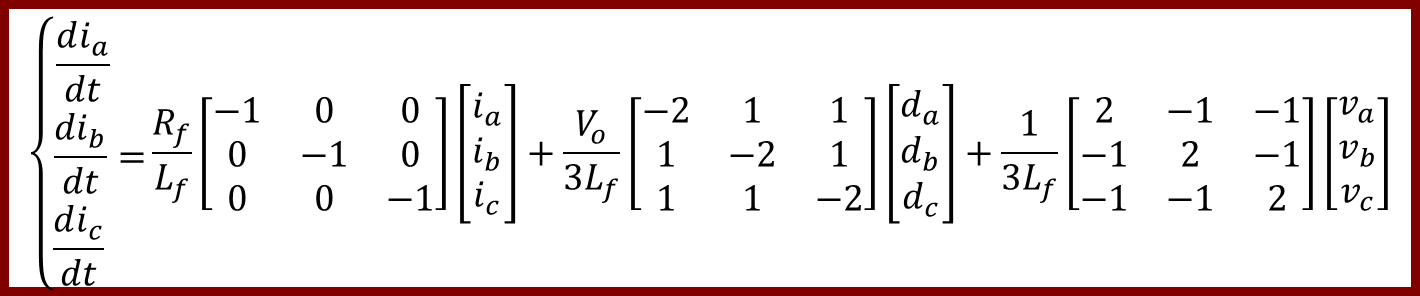 di_a/dt
di_b/dt = R_f/L_f [−1 0 0; 0 −1 0; 0 0 −1] [i_a; i_b; i_c] + V_o/3L_f [−2 1 1; 1 −2 1; 1 1 −2] [d_a; d_b; d_c] + 1/3L_f [2 −1 −1; −1 2 −1; −1 −1 2] [v_a; v_b; v_c]
di_c/dt